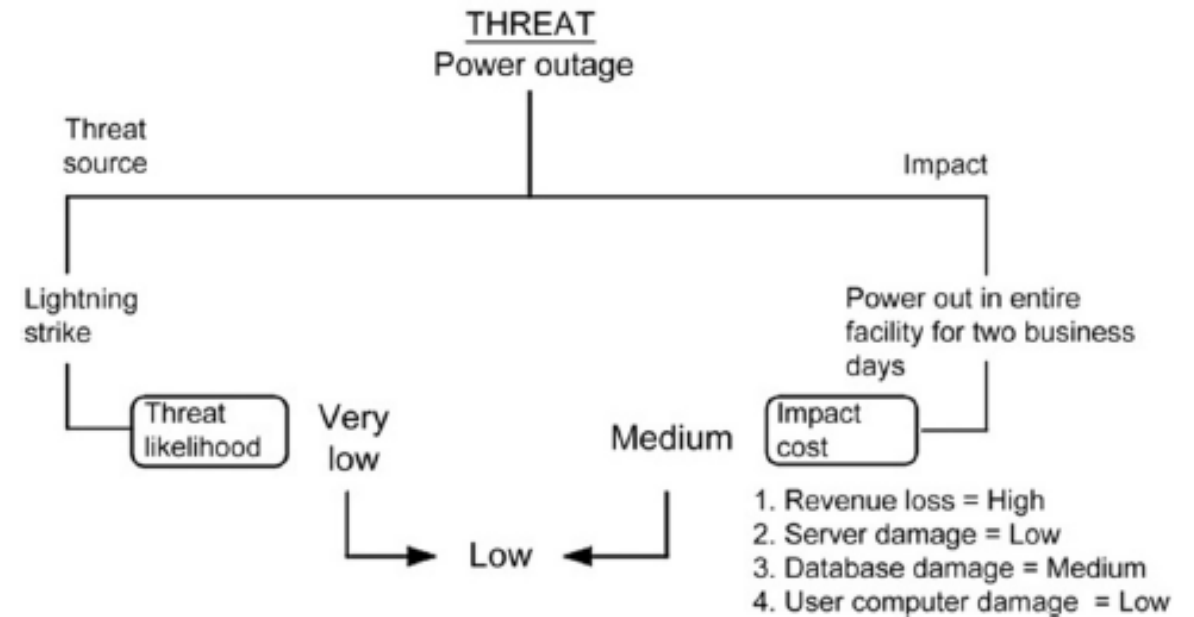 THREAT
Power outage
Threat
source
Impact
Lightning
strike
Power out in entire
facility for two business
days
Threat
likelihood
Very
low
Medium
Impact
cost
Low
1. Revenue loss = High
2. Server damage = Low
3. Database damage = Medium
4. User computer damage = Low